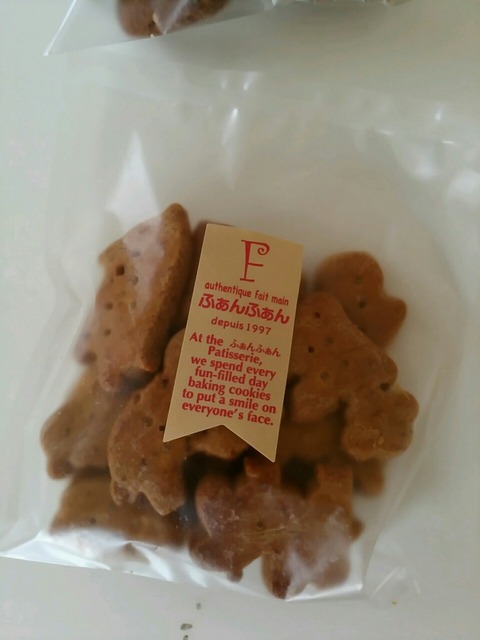 F
authentique fait main
ふぁんふぁん
depuis 1997
At the ふぁんふぁん
Patisserie,
we spend every
fun-filled day
baking cookies
to put a smile on
everyone's face.